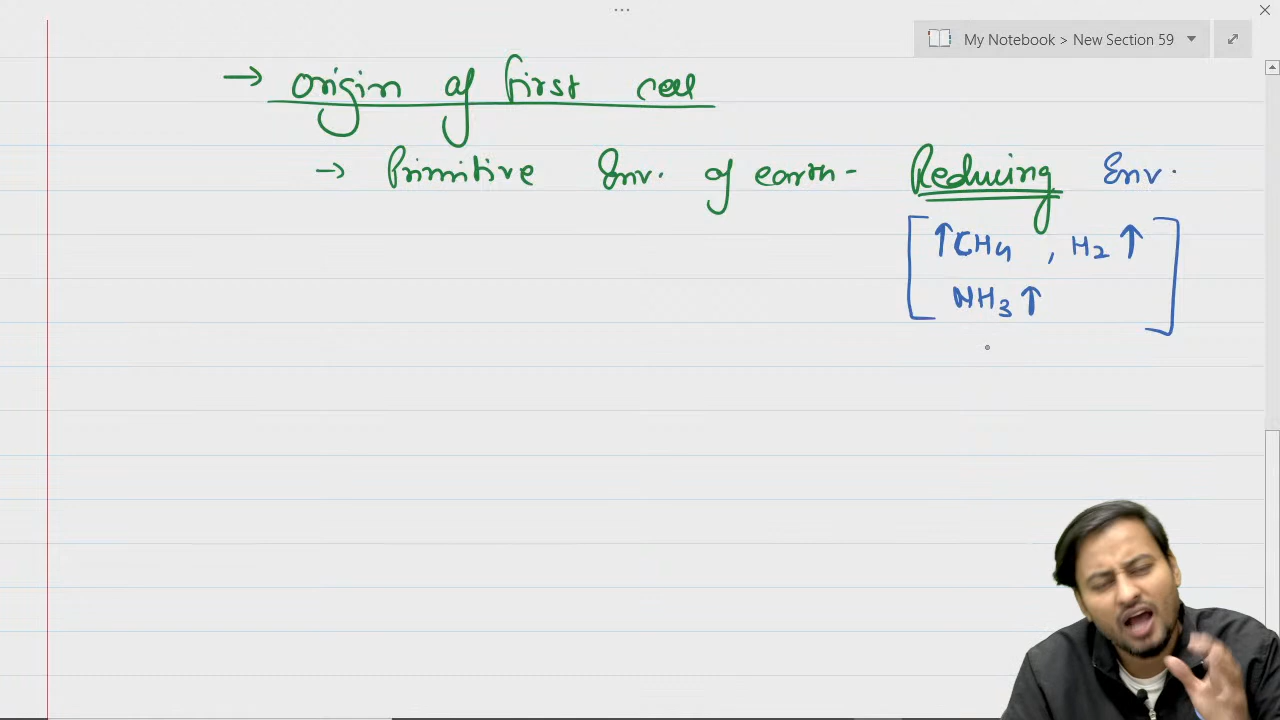 ...
My Notebook > New Section 59
→ Origin of first cell
→ Primitive Env. of earth - Reducing Env.
[↑CH4 , H2↑
NH3↑]